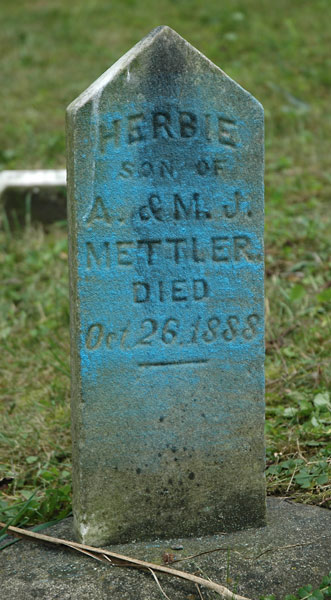 HERBIE
SON OF
A. & M. J.
METTLER.
DIED
Oct. 26. 1888